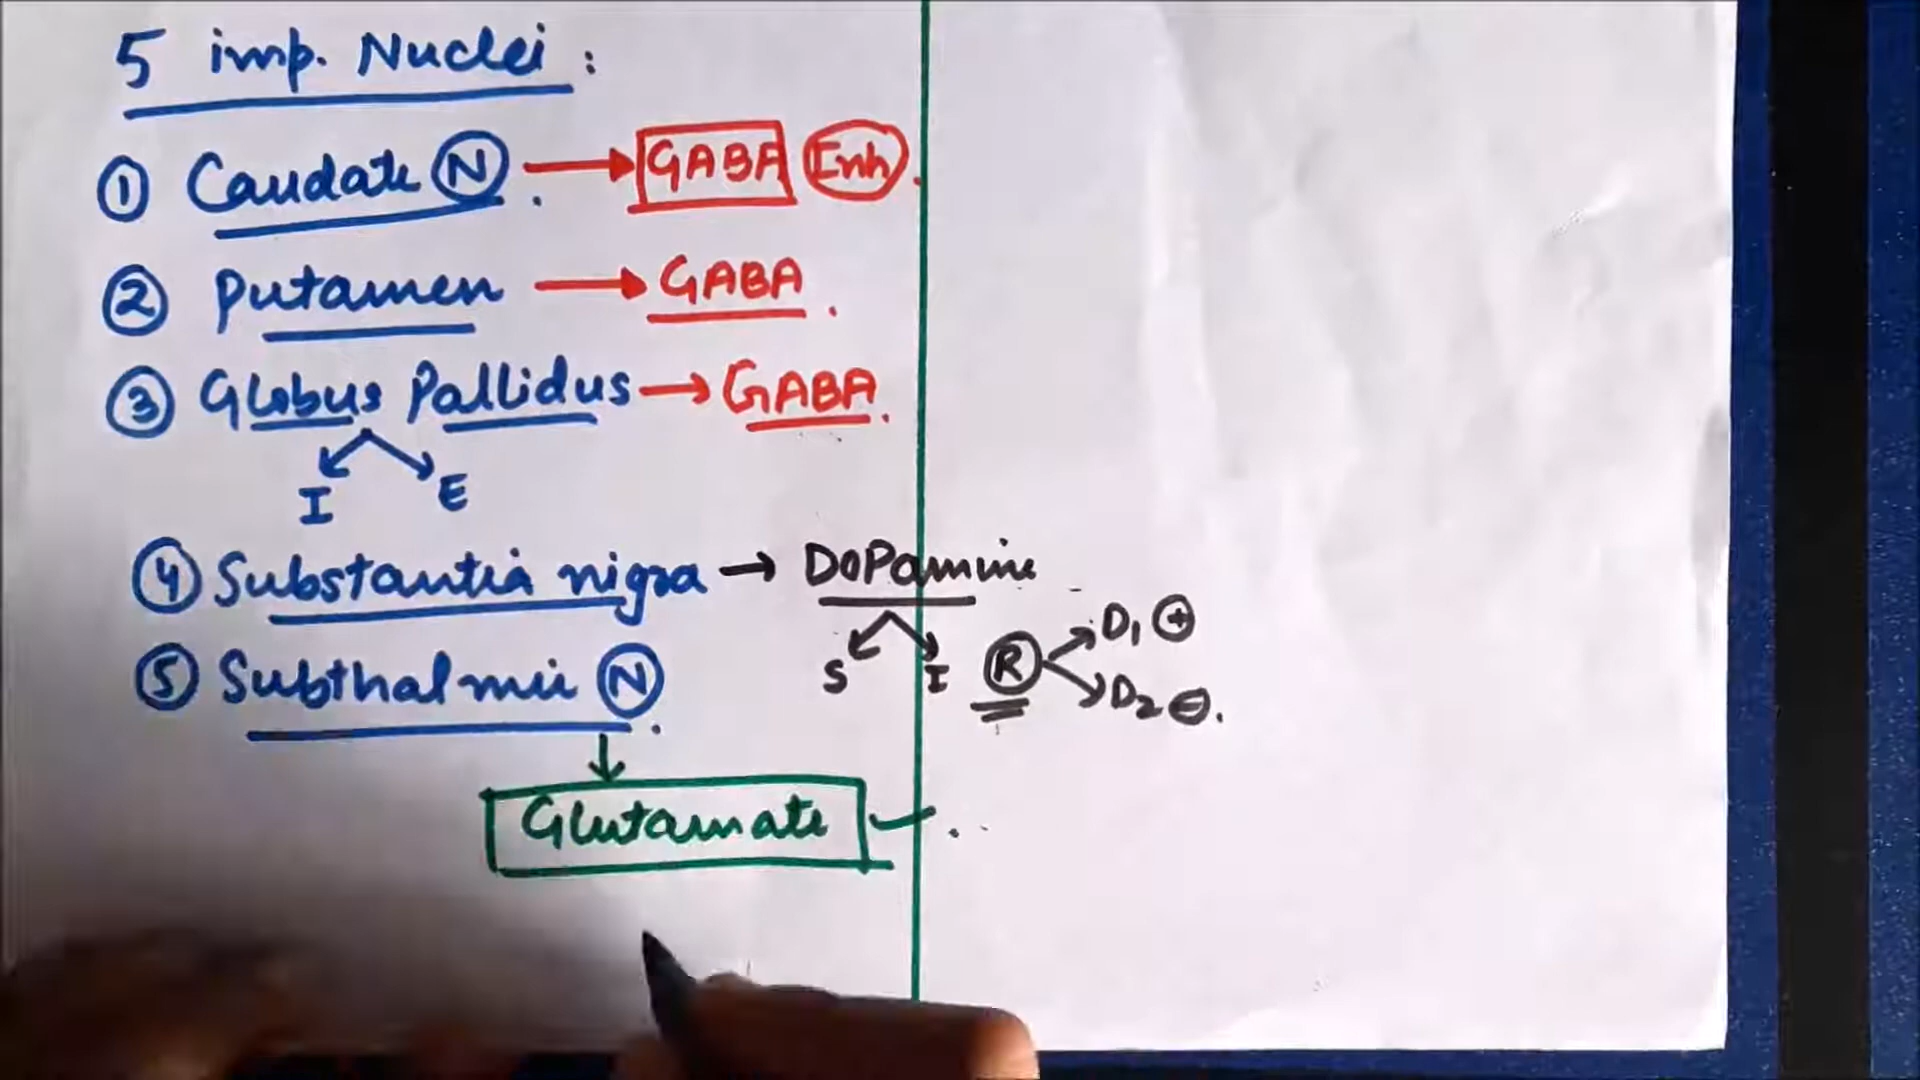 5 imp. Nuclei :
① Caudate Ⓝ. → GABA Inh.
② Putamen → GABA.
③ Globus Pallidus → GABA.
I E
④ Substantia nigra → Dopamine
S I Ⓡ D₁ ⊕
D₂ ⊖.
⑤ Subthalmic Ⓝ.
Glutamate